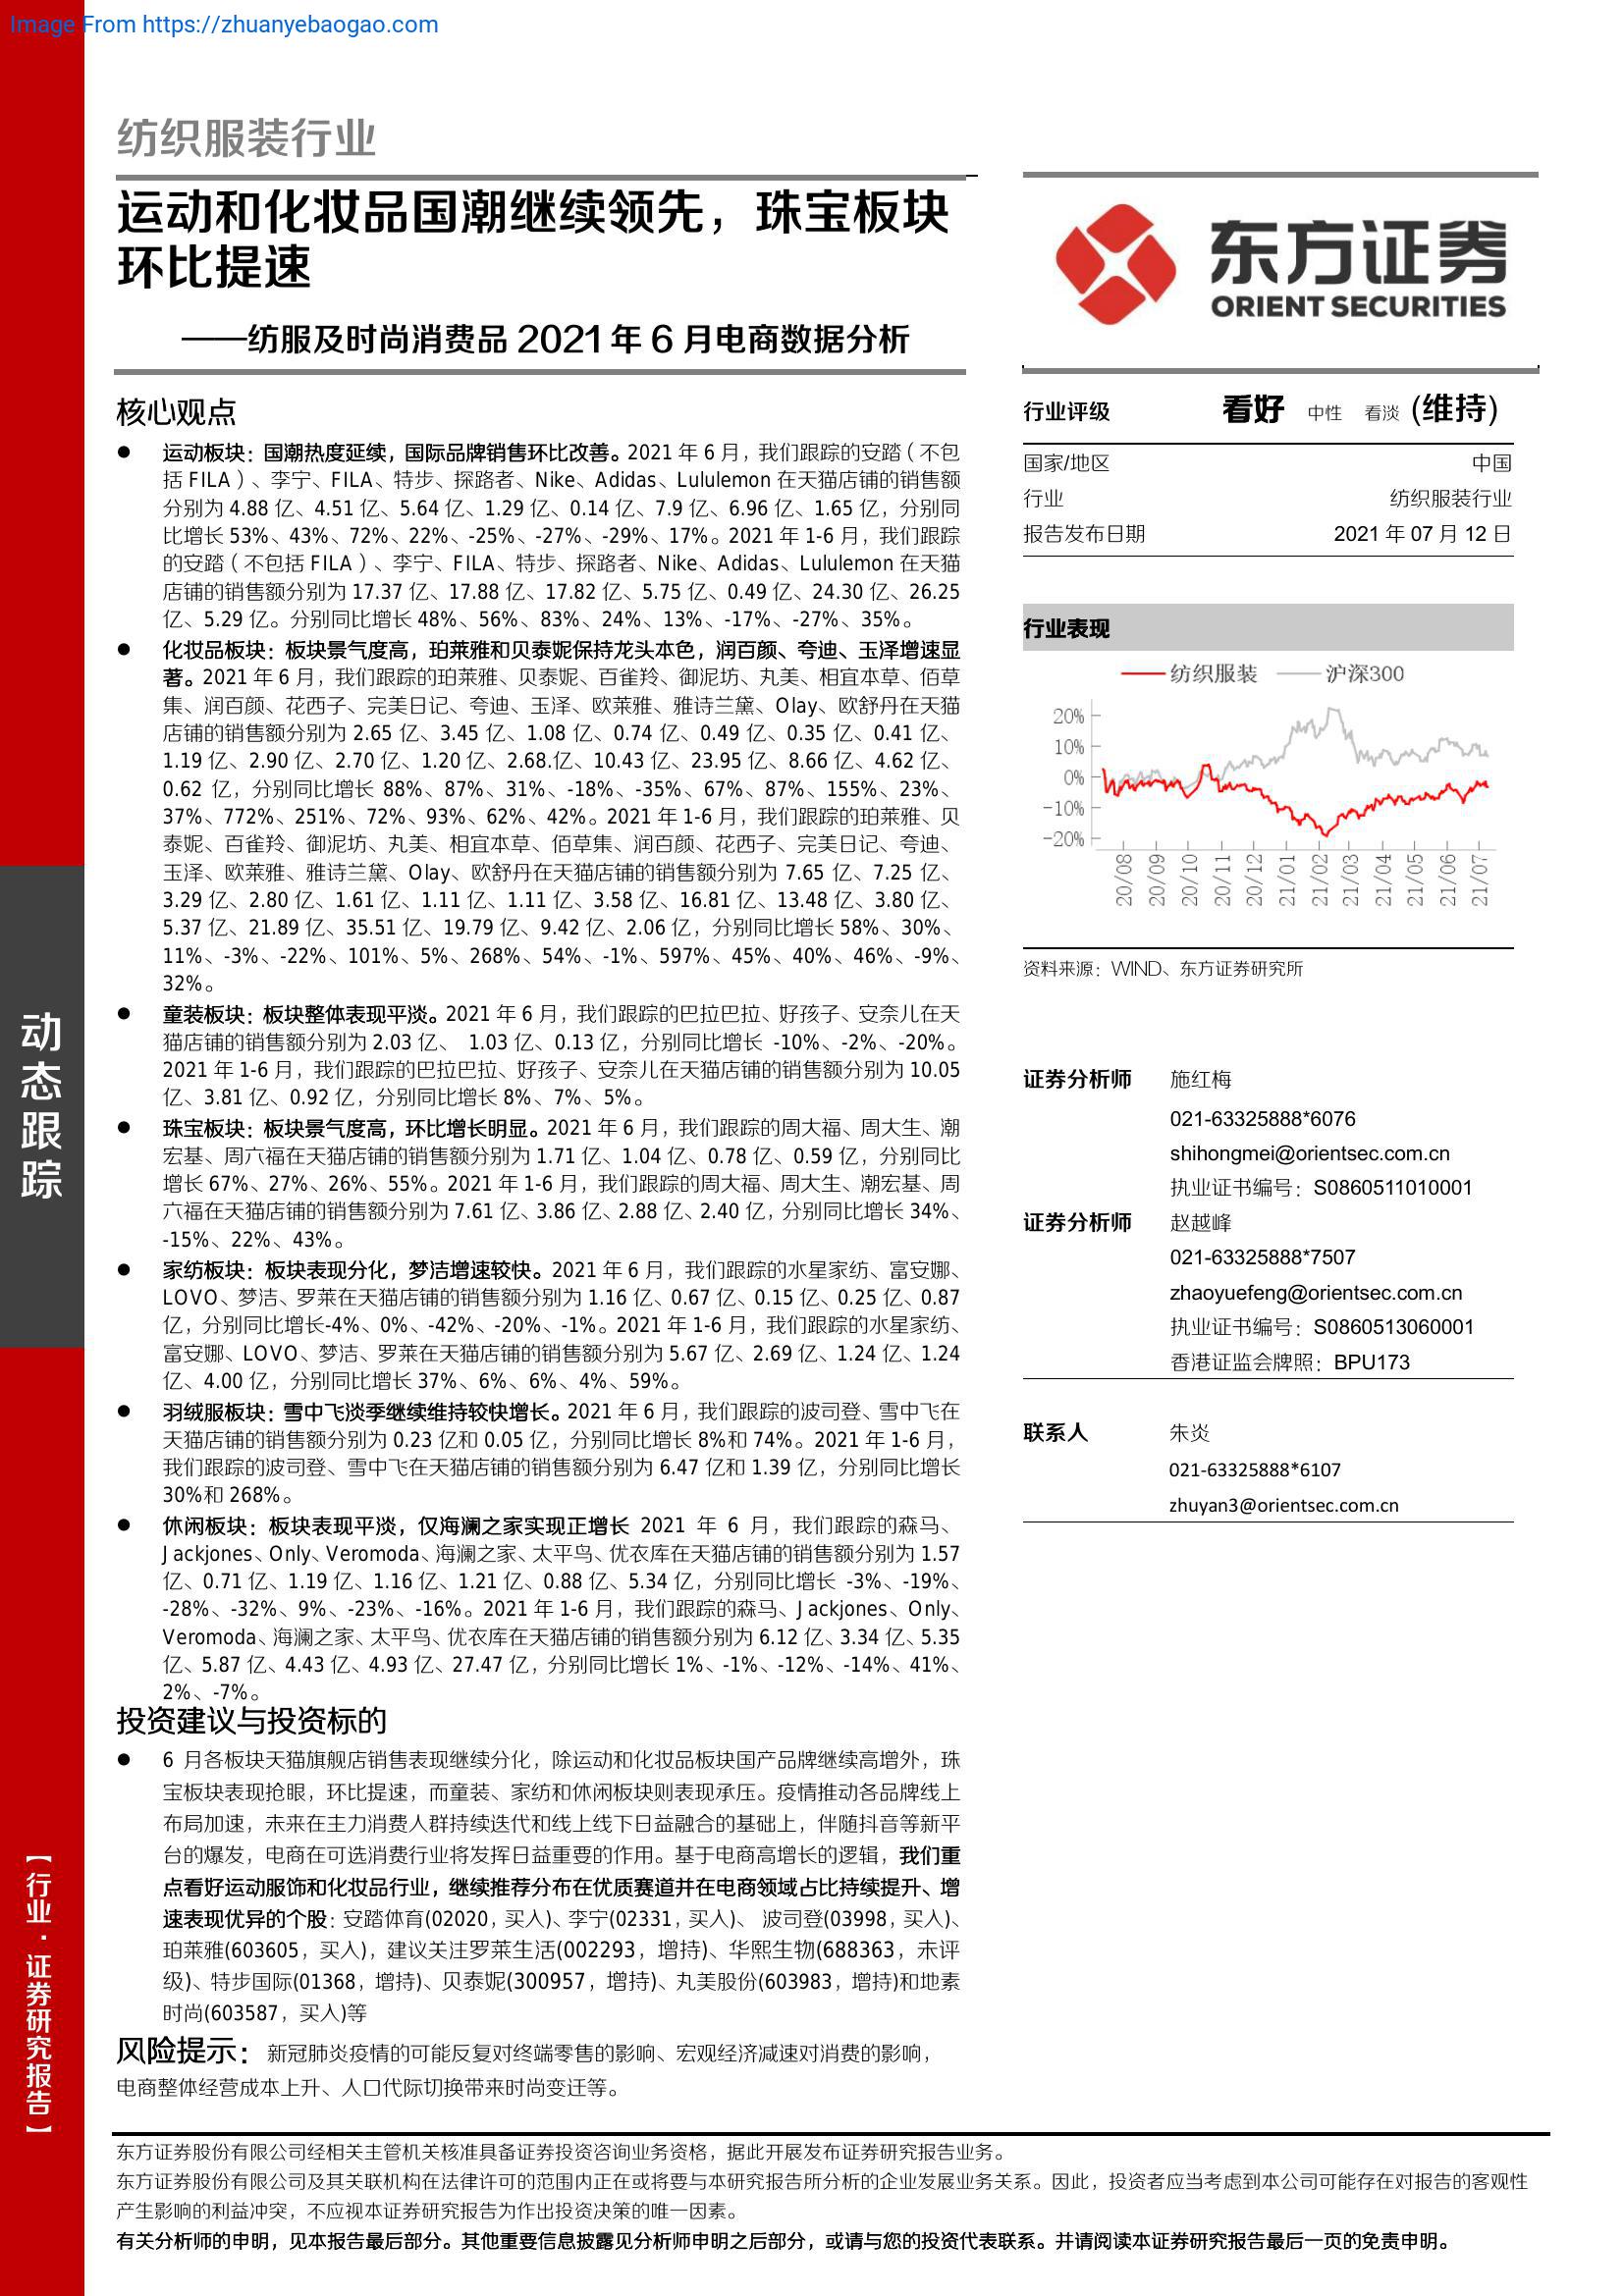 Image From https://zhuanyebaogao.com
纺织服装行业
运动和化妆品国潮继续领先，珠宝板块
环比提速
——纺服及时尚消费品 2021 年 6 月电商数据分析
核心观点
● 运动板块：国潮热度延续，国际品牌销售环比改善。2021 年 6 月，我们跟踪的安踏（不包
括 FILA）、李宁、FILA、特步、探路者、Nike、Adidas、Lululemon 在天猫店铺的销售额
分别为 4.88 亿、4.51 亿、5.64 亿、1.29 亿、0.14 亿、7.9 亿、6.96 亿、1.65 亿，分别同
比增长 53%、43%、72%、22%、-25%、-27%、-29%、17%。2021 年 1-6 月，我们跟踪
的安踏（不包括 FILA）、李宁、FILA、特步、探路者、Nike、Adidas、Lululemon 在天猫
店铺的销售额分别为 17.37 亿、17.88 亿、17.82 亿、5.75 亿、0.49 亿、24.30 亿、26.25
亿、5.29 亿。分别同比增长 48%、56%、83%、24%、13%、-17%、-27%、35%。
● 化妆品板块：板块景气度高，珀莱雅和贝泰妮保持龙头本色，润百颜、夸迪、玉泽增速显
著。2021 年 6 月，我们跟踪的珀莱雅、贝泰妮、百雀羚、御泥坊、丸美、相宜本草、佰草
集、润百颜、花西子、完美日记、夸迪、玉泽、欧莱雅、雅诗兰黛、Olay、欧舒丹在天猫
店铺的销售额分别为 2.65 亿、3.45 亿、1.08 亿、0.74 亿、0.49 亿、0.35 亿、0.41 亿、
1.19 亿、2.90 亿、2.70 亿、1.20 亿、2.68.亿、10.43 亿、23.95 亿、8.66 亿、4.62 亿、
0.62 亿，分别同比增长 88%、87%、31%、-18%、-35%、67%、87%、155%、23%、
37%、772%、251%、72%、93%、62%、42%。2021 年 1-6 月，我们跟踪的珀莱雅、贝
泰妮、百雀羚、御泥坊、丸美、相宜本草、佰草集、润百颜、花西子、完美日记、夸迪、
玉泽、欧莱雅、雅诗兰黛、Olay、欧舒丹在天猫店铺的销售额分别为 7.65 亿、7.25 亿、
3.29 亿、2.80 亿、1.61 亿、1.11 亿、1.11 亿、3.58 亿、16.81 亿、13.48 亿、3.80 亿、
5.37 亿、21.89 亿、35.51 亿、19.79 亿、9.42 亿、2.06 亿，分别同比增长 58%、30%、
11%、-3%、-22%、101%、5%、268%、54%、-1%、597%、45%、40%、46%、-9%、
32%。
● 童装板块：板块整体表现平淡。2021 年 6 月，我们跟踪的巴拉巴拉、好孩子、安奈儿在天
猫店铺的销售额分别为 2.03 亿、 1.03 亿、0.13 亿，分别同比增长 -10%、-2%、-20%。
2021 年 1-6 月，我们跟踪的巴拉巴拉、好孩子、安奈儿在天猫店铺的销售额分别为 10.05
亿、3.81 亿、0.92 亿，分别同比增长 8%、7%、5%。
● 珠宝板块：板块景气度高，环比增长明显。2021 年 6 月，我们跟踪的周大福、周大生、潮
宏基、周六福在天猫店铺的销售额分别为 1.71 亿、1.04 亿、0.78 亿、0.59 亿，分别同比
增长 67%、27%、26%、55%。2021 年 1-6 月，我们跟踪的周大福、周大生、潮宏基、周
六福在天猫店铺的销售额分别为 7.61 亿、3.86 亿、2.88 亿、2.40 亿，分别同比增长 34%、
-15%、22%、43%。
● 家纺板块：板块表现分化，梦洁增速较快。2021 年 6 月，我们跟踪的水星家纺、富安娜、
LOVO、梦洁、罗莱在天猫店铺的销售额分别为 1.16 亿、0.67 亿、0.15 亿、0.25 亿、0.87
亿，分别同比增长-4%、0%、-42%、-20%、-1%。2021 年 1-6 月，我们跟踪的水星家纺、
富安娜、LOVO、梦洁、罗莱在天猫店铺的销售额分别为 5.67 亿、2.69 亿、1.24 亿、1.24
亿、4.00 亿，分别同比增长 37%、6%、6%、4%、59%。
● 羽绒服板块：雪中飞淡季继续维持较快增长。2021 年 6 月，我们跟踪的波司登、雪中飞在
天猫店铺的销售额分别为 0.23 亿和 0.05 亿，分别同比增长 8%和 74%。2021 年 1-6 月，
我们跟踪的波司登、雪中飞在天猫店铺的销售额分别为 6.47 亿和 1.39 亿，分别同比增长
30%和 268%。
● 休闲板块：板块表现平淡，仅海澜之家实现正增长 2021 年 6 月，我们跟踪的森马、
Jackjones、Only、Veromoda、海澜之家、太平鸟、优衣库在天猫店铺的销售额分别为 1.57
亿、0.71 亿、1.19 亿、1.16 亿、1.21 亿、0.88 亿、5.34 亿，分别同比增长 -3%、-19%、
-28%、-32%、9%、-23%、-16%。2021 年 1-6 月，我们跟踪的森马、Jackjones、Only、
Veromoda、海澜之家、太平鸟、优衣库在天猫店铺的销售额分别为 6.12 亿、3.34 亿、5.35
亿、5.87 亿、4.43 亿、4.93 亿、27.47 亿，分别同比增长 1%、-1%、-12%、-14%、41%、
2%、-7%。
投资建议与投资标的
● 6 月各板块天猫旗舰店销售表现继续分化，除运动和化妆品板块国产品牌继续高增外，珠
宝板块表现抢眼，环比提速，而童装、家纺和休闲板块则表现承压。疫情推动各品牌线上
布局加速，未来在主力消费人群持续迭代和线上线下日益融合的基础上，伴随抖音等新平
台的爆发，电商在可选消费行业将发挥日益重要的作用。基于电商高增长的逻辑，我们重
点看好运动服饰和化妆品行业，继续推荐分布在优质赛道并在电商领域占比持续提升、增
速表现优异的个股：安踏体育(02020，买入)、李宁(02331，买入)、 波司登(03998，买入)、
珀莱雅(603605，买入)，建议关注罗莱生活(002293，增持)、华熙生物(688363，未评
级)、特步国际(01368，增持)、贝泰妮(300957，增持)、丸美股份(603983，增持)和地素
时尚(603587，买入)等
风险提示：新冠肺炎疫情的可能反复对终端零售的影响、宏观经济减速对消费的影响，
电商整体经营成本上升、人口代际切换带来时尚变迁等。
东方证券
ORIENT SECURITIES
行业评级 看好 中性 看淡 (维持)
国家/地区 中国
行业 纺织服装行业
报告发布日期 2021 年 07 月 12 日
行业表现
纺织服装 沪深300
20%
10%
0%
-10%
-20%
20/08 20/09 20/10 20/11 20/12 21/01 21/02 21/03 21/04 21/05 21/06 21/07
资料来源：WIND、东方证券研究所
证券分析师 施红梅
021-63325888*6076
shihongmei@orientsec.com.cn
执业证书编号：S0860511010001
证券分析师 赵越峰
021-63325888*7507
zhaoyuefeng@orientsec.com.cn
执业证书编号：S0860513060001
香港证监会牌照：BPU173
联系人 朱炎
021-63325888*6107
zhuyan3@orientsec.com.cn
动态跟踪
【行业·证券研究报告】
东方证券股份有限公司经相关主管机关核准具备证券投资咨询业务资格，据此开展发布证券研究报告业务。
东方证券股份有限公司及其关联机构在法律许可的范围内正在或将要与本研究报告所分析的企业发展业务关系。因此，投资者应当考虑到本公司可能存在对报告的客观性
产生影响的利益冲突，不应视本证券研究报告为作出投资决策的唯一因素。
有关分析师的申明，见本报告最后部分。其他重要信息披露见分析师申明之后部分，或请与您的投资代表联系。并请阅读本证券研究报告最后一页的免责申明。